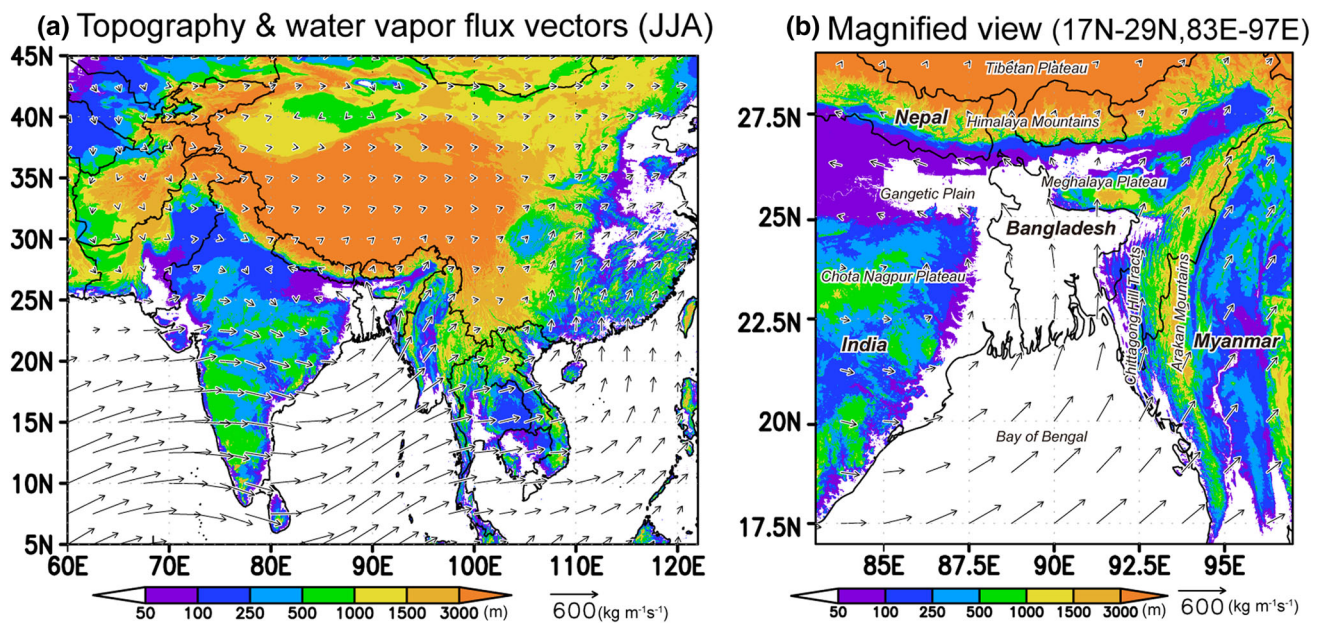 (a) Topography & water vapor flux vectors (JJA)
45N
40N
35N
30N
25N
20N
15N
10N
5N
60E 70E 80E 90E 100E 110E 120E
50 100 250 500 1000 1500 3000 (m)
600 (kg m⁻¹s⁻¹)
(b) Magnified view (17N-29N,83E-97E)
27.5N
25N
22.5N
20N
17.5N
Tibetan Plateau
Nepal
Himalaya Mountains
Gangetic Plain
Meghalaya Plateau
Bangladesh
Chota Nagpur Plateau
Chittagong Hill Tracts
Arakan Mountains
India
Myanmar
Bay of Bengal
85E 87.5E 90E 92.5E 95E
50 100 250 500 1000 1500 3000 (m)
600 (kg m⁻¹s⁻¹)